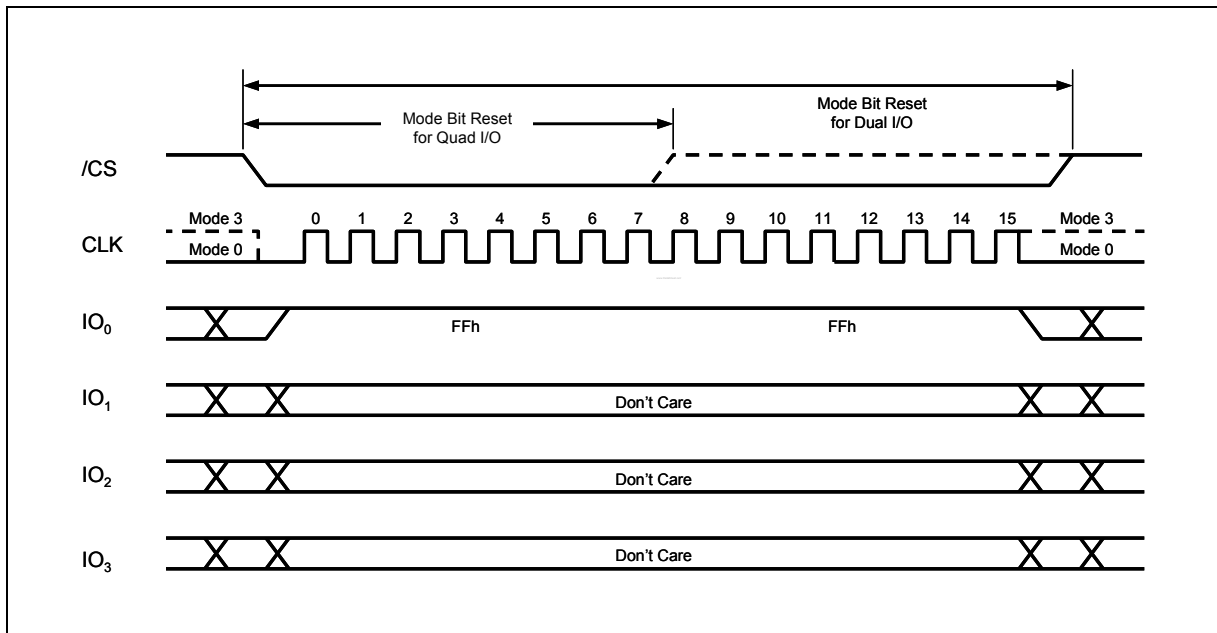 Mode Bit Reset
for Dual I/O
Mode Bit Reset
for Quad I/O
/CS
Mode 3
0 1 2 3 4 5 6 7 8 9 10 11 12 13 14 15
Mode 3
CLK
Mode 0
Mode 0
IO₀
FFh
FFh
IO₁
Don't Care
IO₂
Don't Care
IO₃
Don't Care